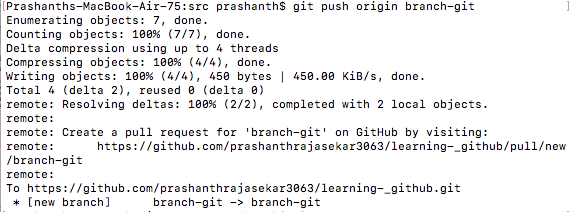 Prashanths-MacBook-Air-75:src prashanth$ git push origin branch-git
Enumerating objects: 7, done.
Counting objects: 100% (7/7), done.
Delta compression using up to 4 threads
Compressing objects: 100% (4/4), done.
Writing objects: 100% (4/4), 450 bytes | 450.00 KiB/s, done.
Total 4 (delta 2), reused 0 (delta 0)
remote: Resolving deltas: 100% (2/2), completed with 2 local objects.
remote:
remote: Create a pull request for 'branch-git' on GitHub by visiting:
remote:      https://github.com/prashanthrajasekar3063/learning-_github/pull/new
/branch-git
remote:
To https://github.com/prashanthrajasekar3063/learning-_github.git
 * [new branch]      branch-git -> branch-git